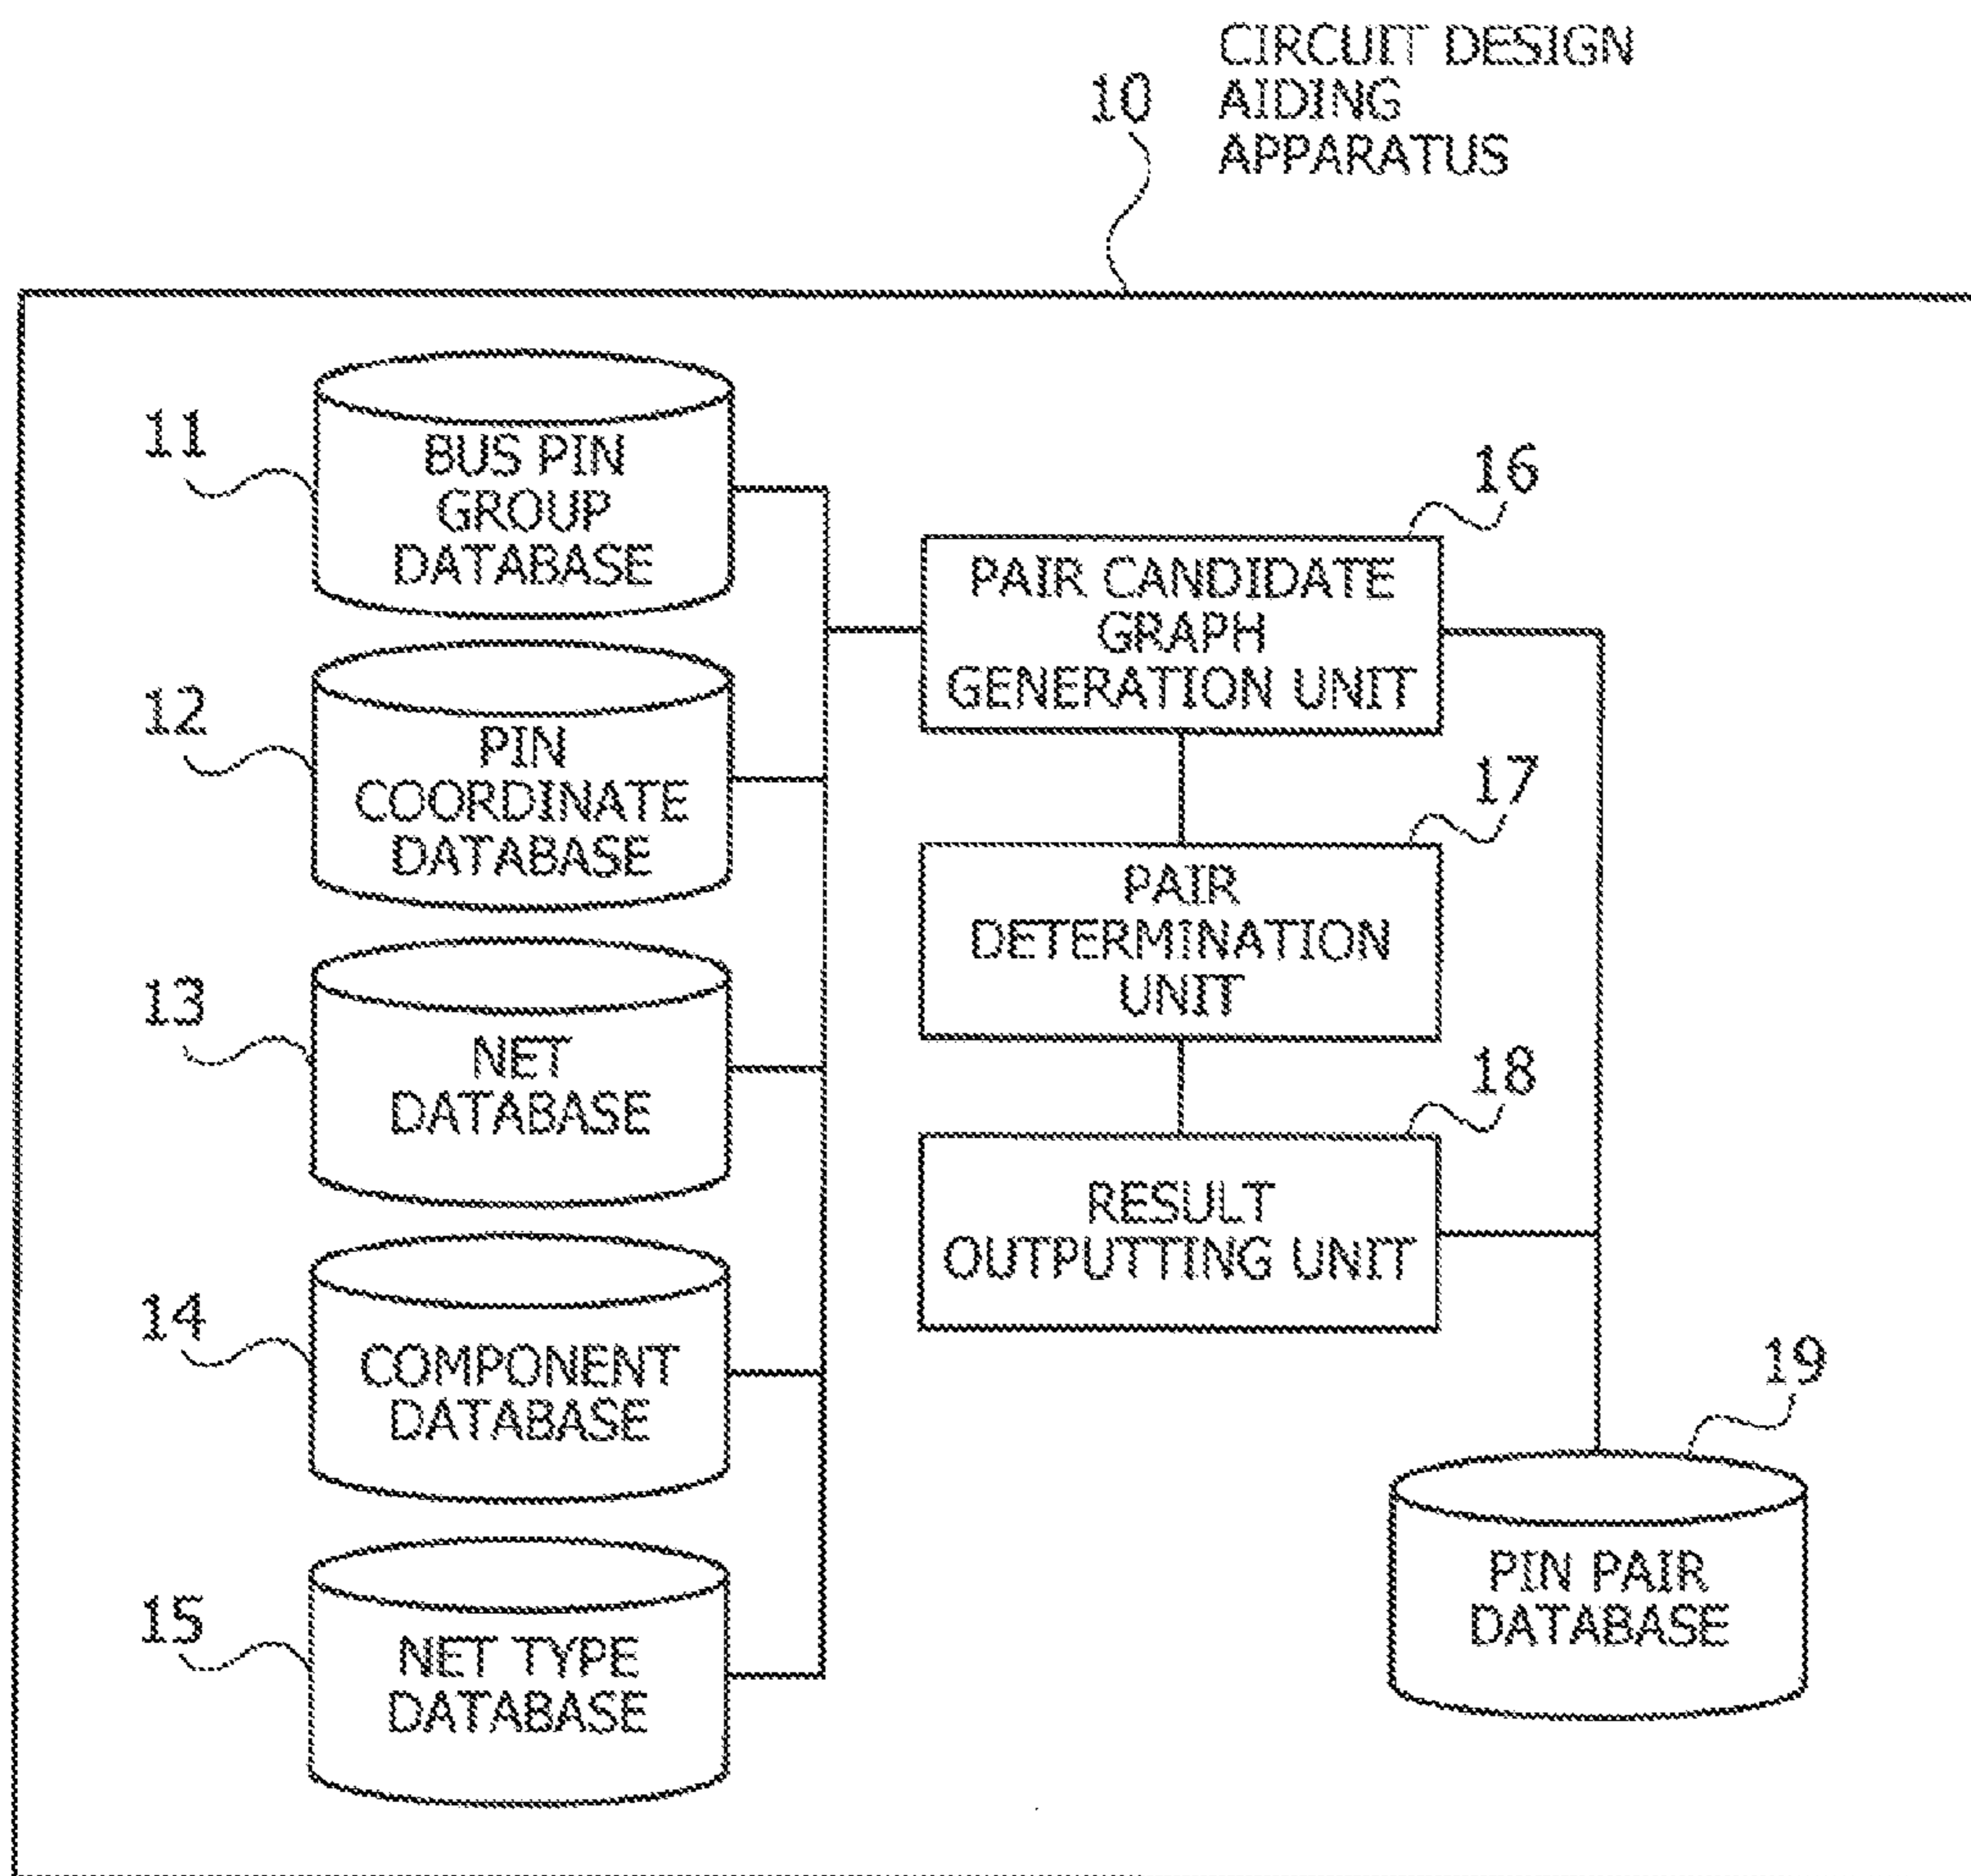 10
CIRCUIT DESIGN
AIDING
APPARATUS
11
BUS PIN
GROUP
DATABASE
12
PIN
COORDINATE
DATABASE
13
NET
DATABASE
14
COMPONENT
DATABASE
15
NET TYPE
DATABASE
16
PAIR CANDIDATE
GRAPH
GENERATION UNIT
17
PAIR
DETERMINATION
UNIT
18
RESULT
OUTPUTTING UNIT
19
PIN PAIR
DATABASE